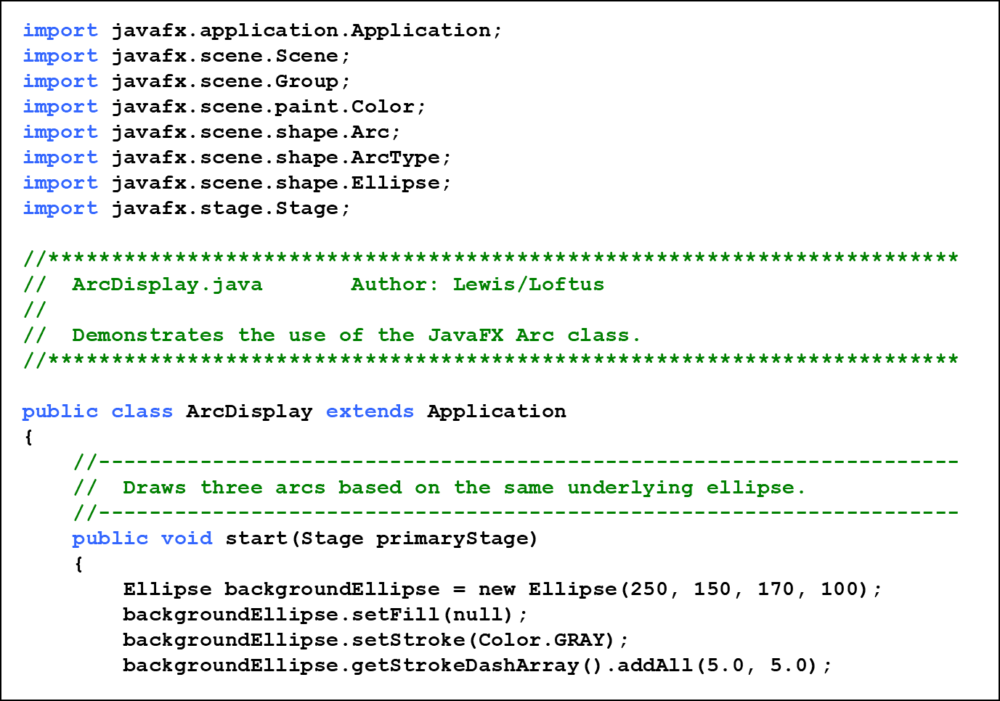 import javafx.application.Application;
import javafx.scene.Scene;
import javafx.scene.Group;
import javafx.scene.paint.Color;
import javafx.scene.shape.Arc;
import javafx.scene.shape.ArcType;
import javafx.scene.shape.Ellipse;
import javafx.stage.Stage;

//************************************************************************
//  ArcDisplay.java       Author: Lewis/Loftus
//
//  Demonstrates the use of the JavaFX Arc class.
//************************************************************************

public class ArcDisplay extends Application
{
    //--------------------------------------------------------------------
    //  Draws three arcs based on the same underlying ellipse.
    //--------------------------------------------------------------------
    public void start(Stage primaryStage)
    {
        Ellipse backgroundEllipse = new Ellipse(250, 150, 170, 100);
        backgroundEllipse.setFill(null);
        backgroundEllipse.setStroke(Color.GRAY);
        backgroundEllipse.getStrokeDashArray().addAll(5.0, 5.0);